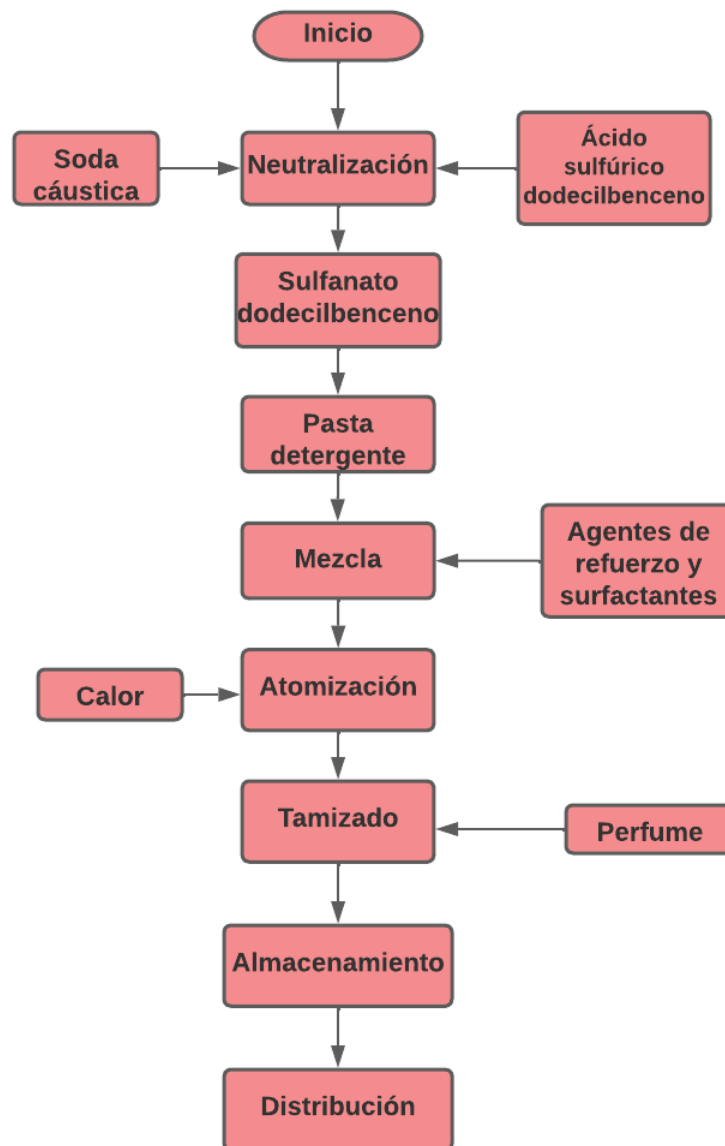 Inicio
Soda
cáustica
Neutralización
Ácido
sulfúrico
dodecilbenceno
Sulfanato
dodecilbenceno
Pasta
detergente
Mezcla
Agentes de
refuerzo y
surfactantes
Calor
Atomización
Tamizado
Perfume
Almacenamiento
Distribución